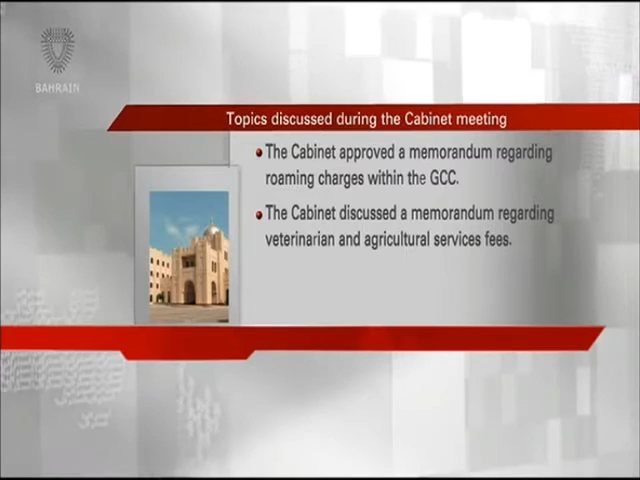 BAHRAIN
Topics discussed during the Cabinet meeting
The Cabinet approved a memorandum regarding
roaming charges within the GCC.
The Cabinet discussed a memorandum regarding
veterinarian and agricultural services fees.